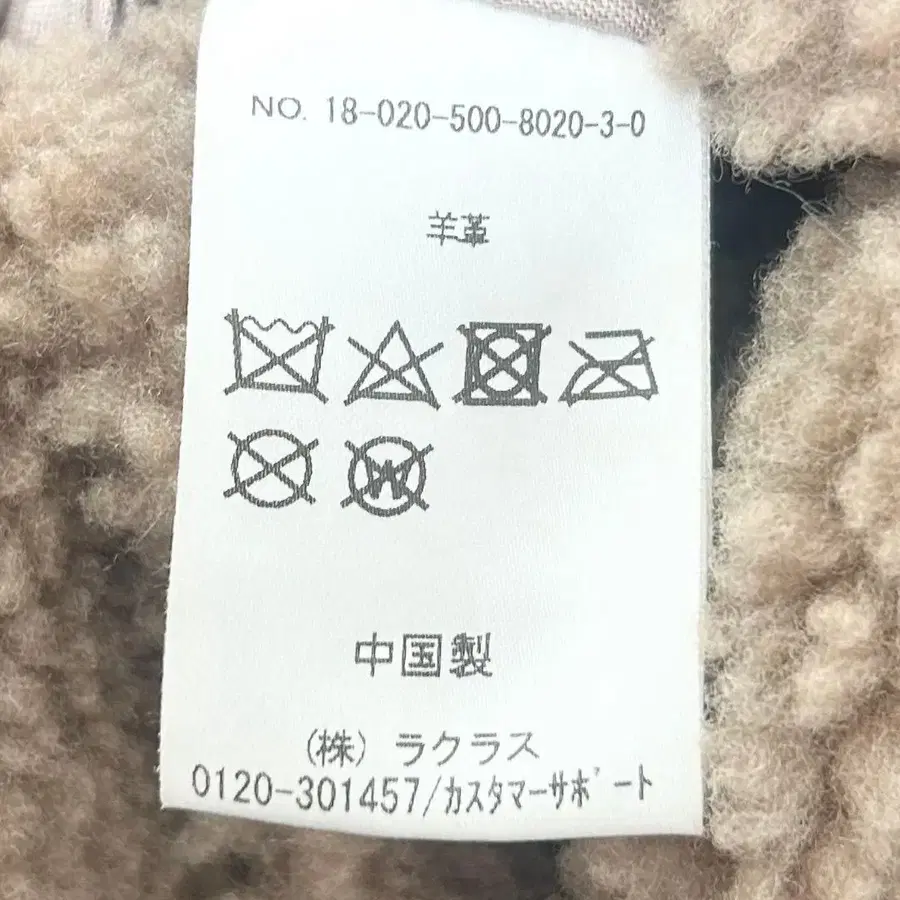 NO. 18-020-500-8020-3-0
羊革
W
中国製
(株) ラクラス
0120-301457/カスタマーサポート